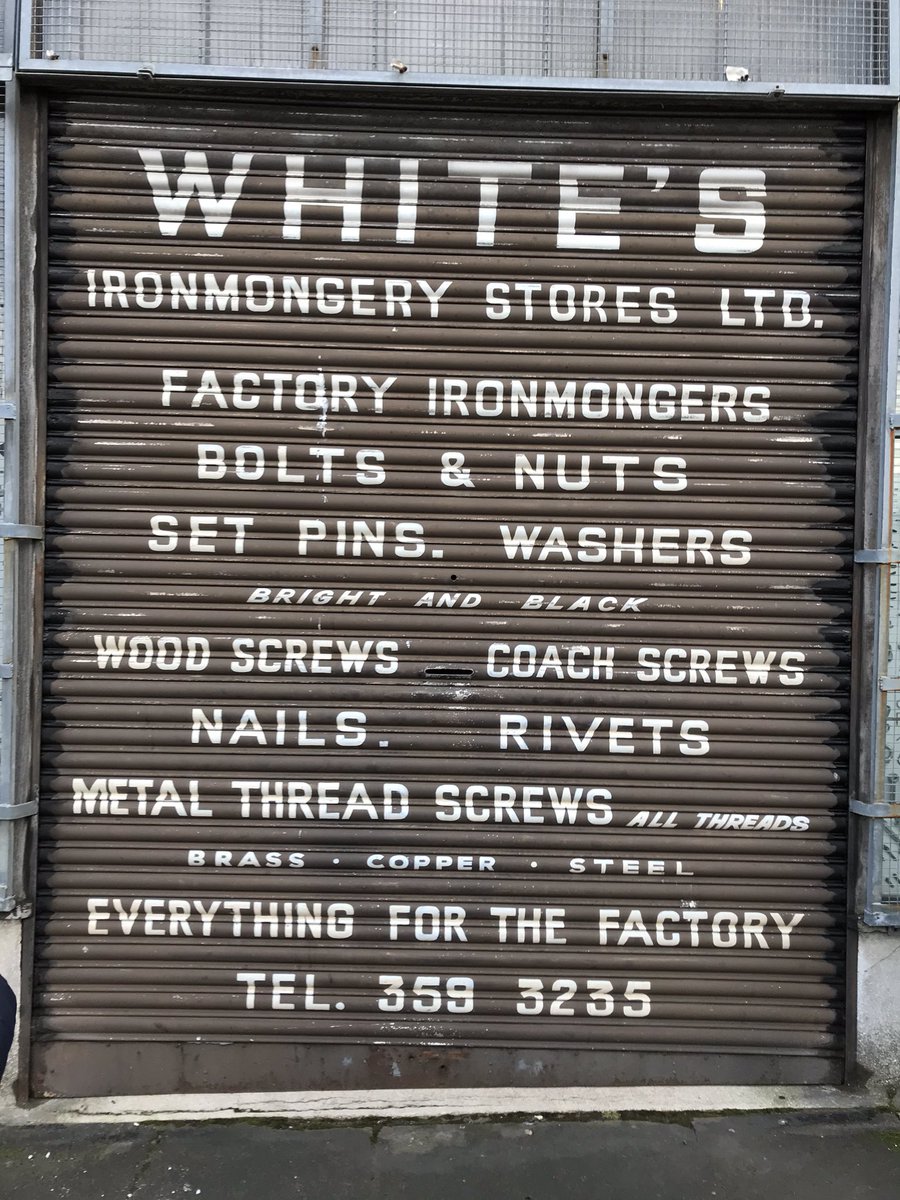 WHITE'S
IRONMONGERY STORES LTD.
FACTORY IRONMONGERS
BOLTS & NUTS
SET PINS. WASHERS
BRIGHT AND BLACK
WOOD SCREWS COACH SCREWS
NAILS. RIVETS
METAL THREAD SCREWS ALL THREADS
BRASS · COPPER · STEEL
EVERYTHING FOR THE FACTORY
TEL. 359 3235